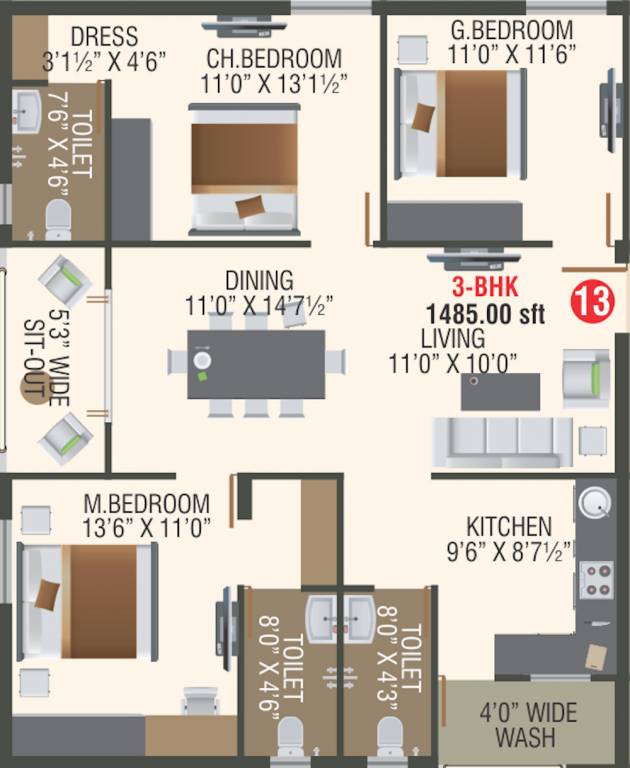 DRESS
3'1½" X 4'6"
CH.BEDROOM
11'0" X 13'1½"
G.BEDROOM
11'0" X 11'6"
TOILET
7'6" X 4'6"
DINING
11'0" X 14'7½"
3-BHK
1485.00 sft
13
LIVING
11'0" X 10'0"
5'3" WIDE
SIT-OUT
M.BEDROOM
13'6" X 11'0"
KITCHEN
9'6" X 8'7½"
TOILET
8'0" X 4'6"
TOILET
8'0" X 4'3"
4'0" WIDE
WASH